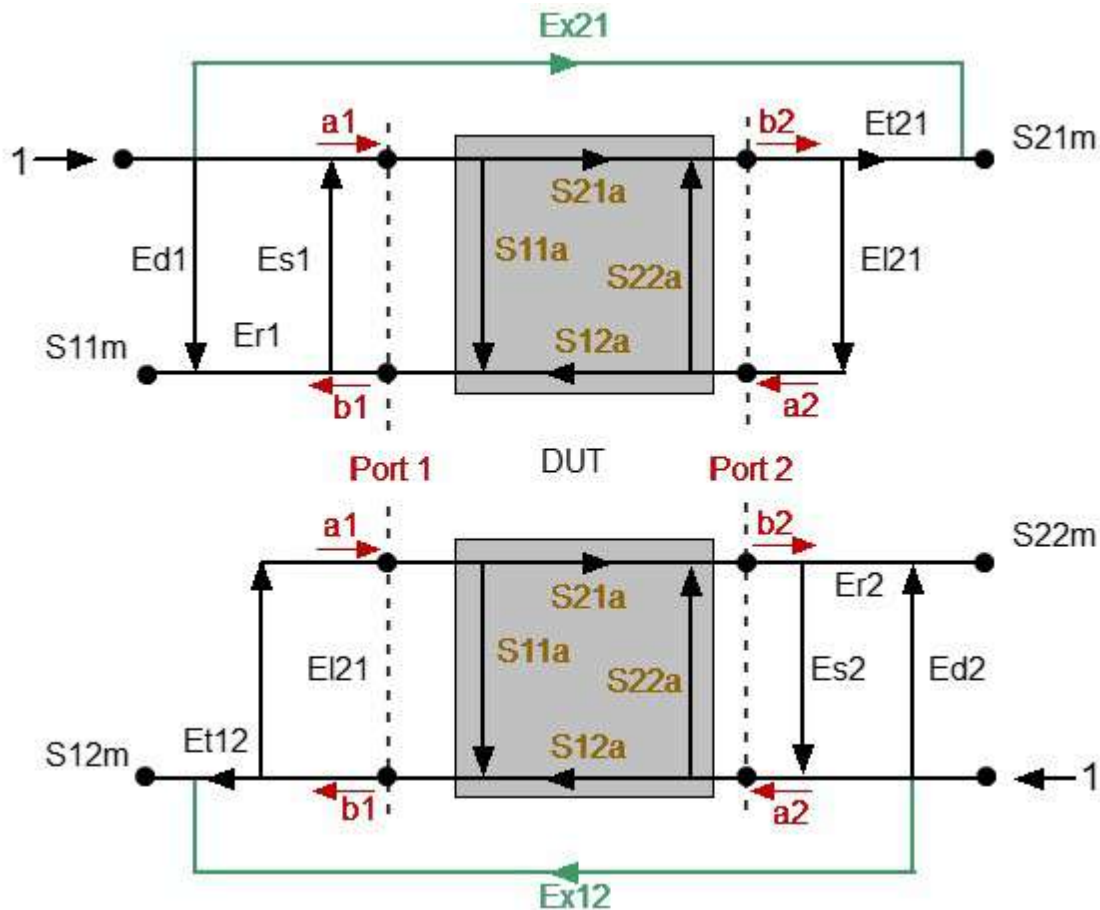 Ex21
a1
b2
Et21
S21m
1
S21a
Ed1
Es1
S11a
S22a
El21
Er1
S12a
S11m
b1
a2
Port 1
DUT
Port 2
a1
b2
S22m
S21a
Er2
S11a
El21
S22a
Es2
Ed2
Et12
S12a
S12m
b1
a2
1
Ex12